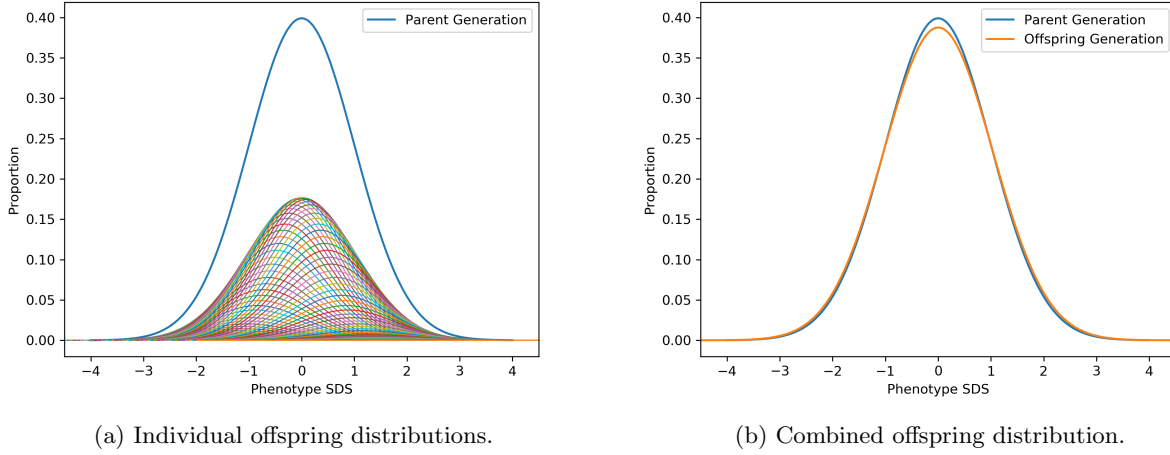 Parent Generation
0.40
0.35
0.30
0.25
0.20
0.15
0.10
0.05
0.00
Proportion
−4 −3 −2 −1 0 1 2 3 4
Phenotype SDS
(a) Individual offspring distributions.
Parent Generation
Offspring Generation
0.40
0.35
0.30
0.25
0.20
0.15
0.10
0.05
0.00
Proportion
−4 −3 −2 −1 0 1 2 3 4
Phenotype SDS
(b) Combined offspring distribution.